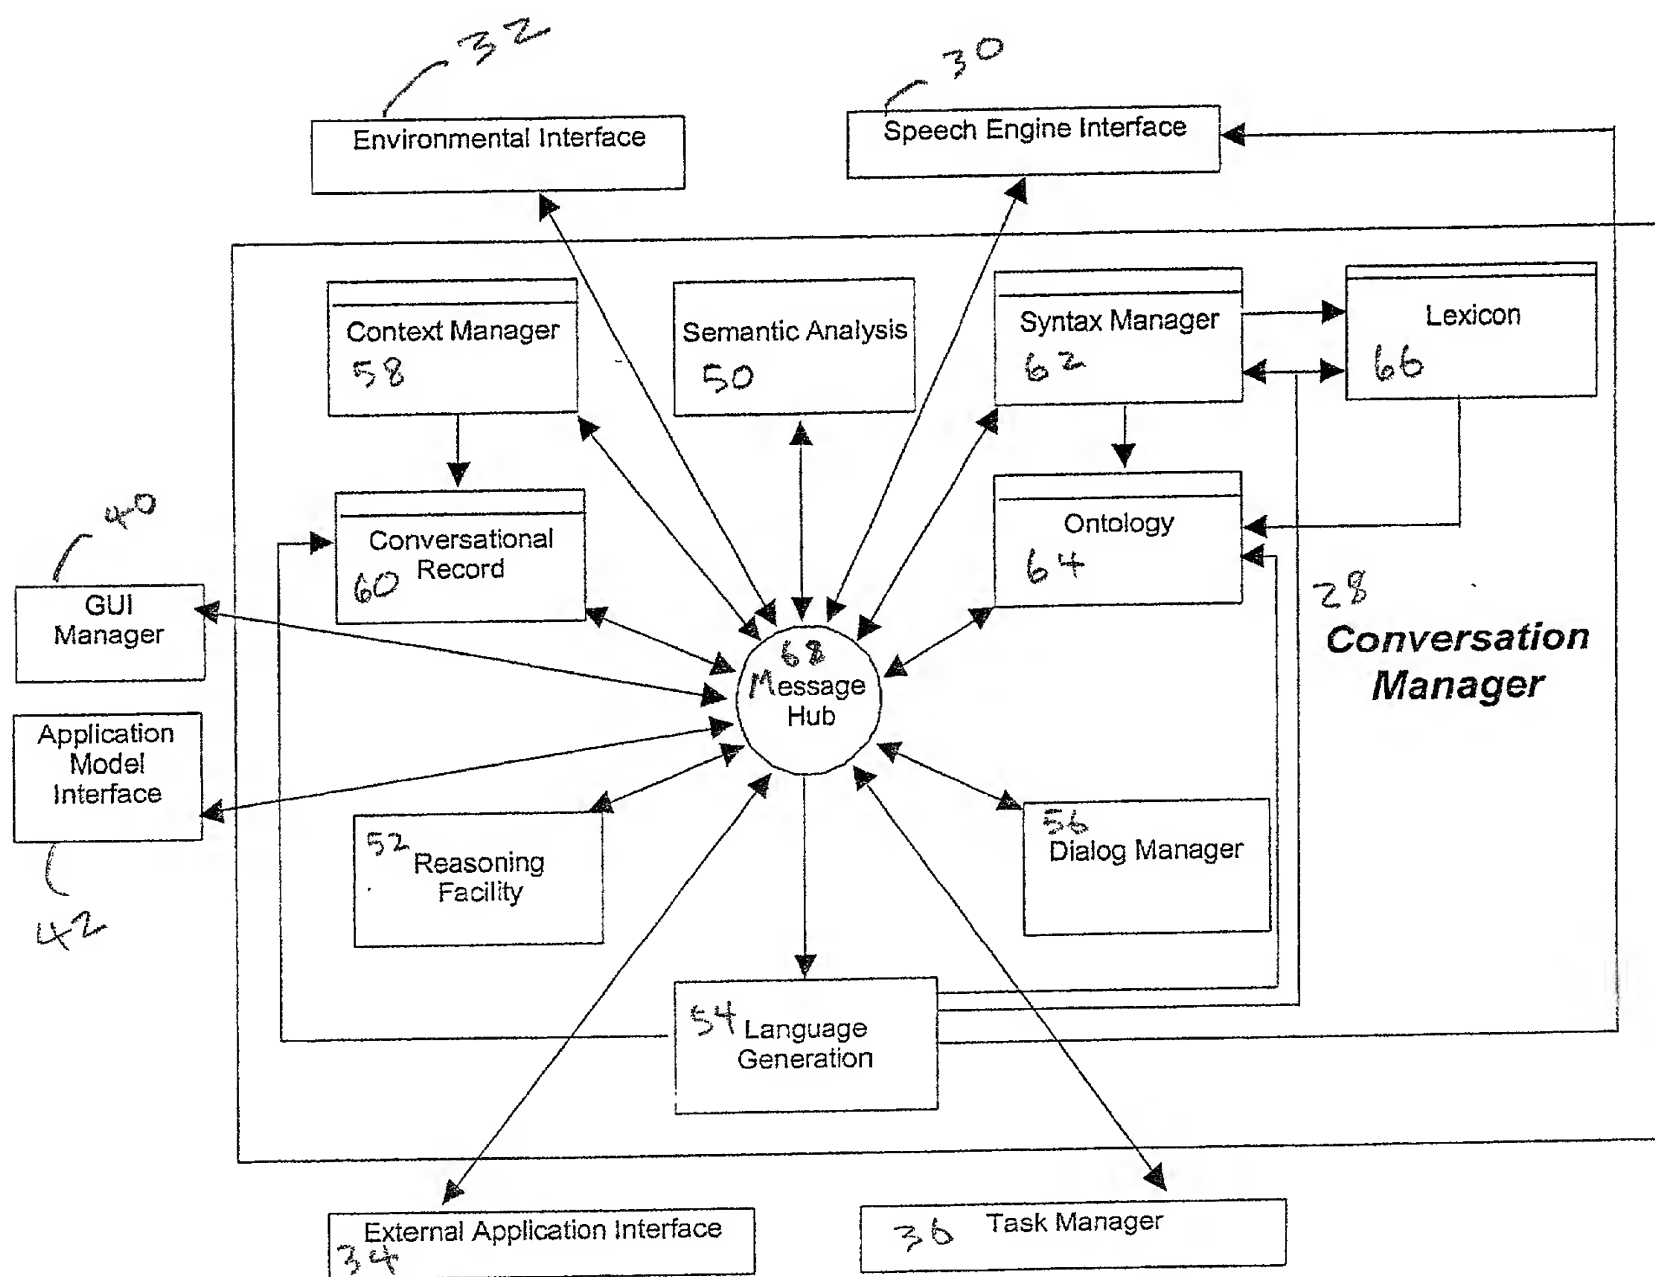 32
30
Environmental Interface
Speech Engine Interface
Context Manager
58
Semantic Analysis
50
Syntax Manager
62
Lexicon
66
40
GUI
Manager
Conversational
Record
60
Ontology
64
28
Conversation
Manager
68
Message
Hub
Application
Model
Interface
42
52
Reasoning
Facility
56
Dialog Manager
54
Language
Generation
External Application Interface
34
36
Task Manager